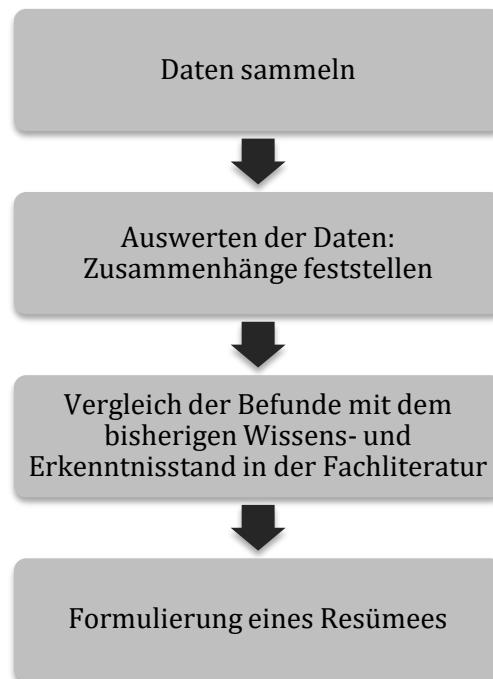 Daten sammeln
Auswerten der Daten:
Zusammenhänge feststellen
Vergleich der Befunde mit dem
bisherigen Wissens- und
Erkenntnisstand in der Fachliteratur
Formulierung eines Resümees